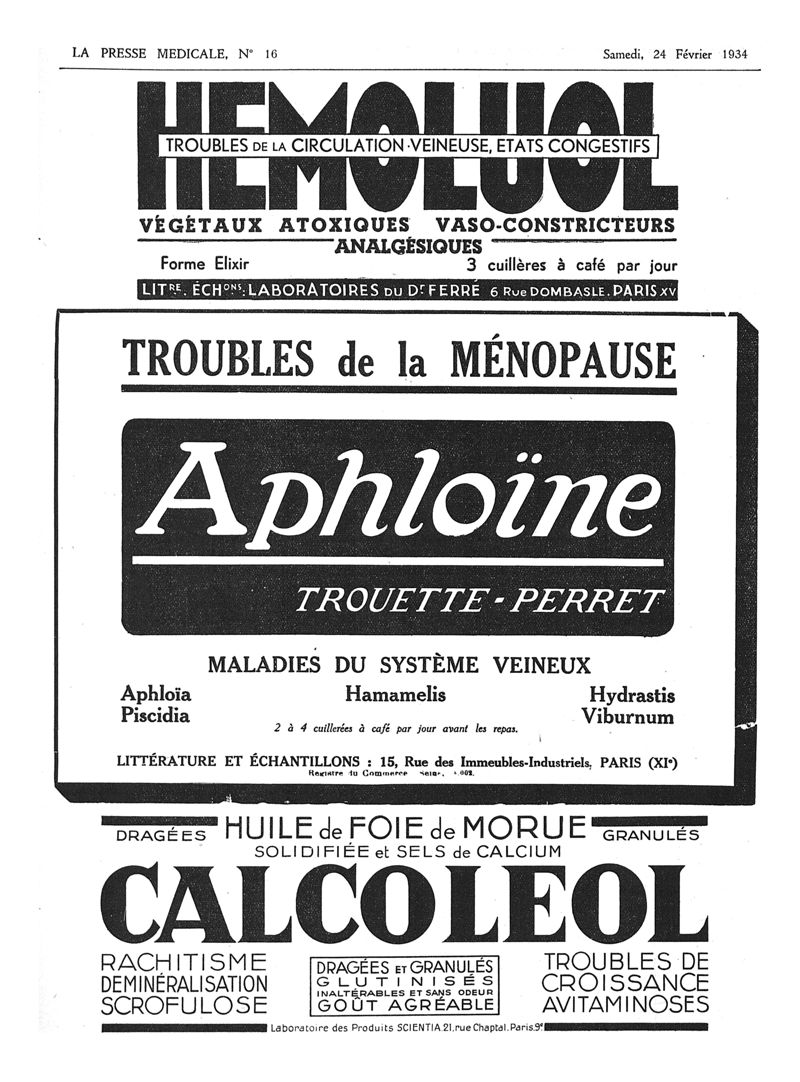 LA PRESSE MEDICALE, N° 16 Samedi, 24 Février 1934
HEMOLUOL
TROUBLES DE LA CIRCULATION VEINEUSE, ETATS CONGESTIFS
VÉGÉTAUX ATOXIQUES VASO-CONSTRICTEURS
ANALGÉSIQUES
Forme Elixir 3 cuillères à café par jour
LITRE. ÉCHONS. LABORATOIRES DU DR FERRÉ 6 RUE DOMBASLE. PARIS XV
TROUBLES de la MÉNOPAUSE
Aphloïne
TROUETTE-PERRET
MALADIES DU SYSTÈME VEINEUX
Aphloïa Hamamelis Hydrastis
Piscidia Viburnum
2 à 4 cuillerées à café par jour avant les repas.
LITTÉRATURE ET ÉCHANTILLONS : 15, Rue des Immeubles-Industriels, PARIS (XIe)
Registre du Commerce
DRAGÉES HUILE de FOIE de MORUE GRANULÉS
SOLIDIFIÉE et SELS de CALCIUM
CALCOLEOL
RACHITISME
DEMINÉRALISATION
SCROFULOSE
DRAGÉES ET GRANULÉS
GLUTINISÉS
INALTÉRABLES ET SANS ODEUR
GOÛT AGRÉABLE
TROUBLES DE
CROISSANCE
AVITAMINOSES
Laboratoire des Produits SCIENTIA. 21, rue Chaptal. Paris. 9e